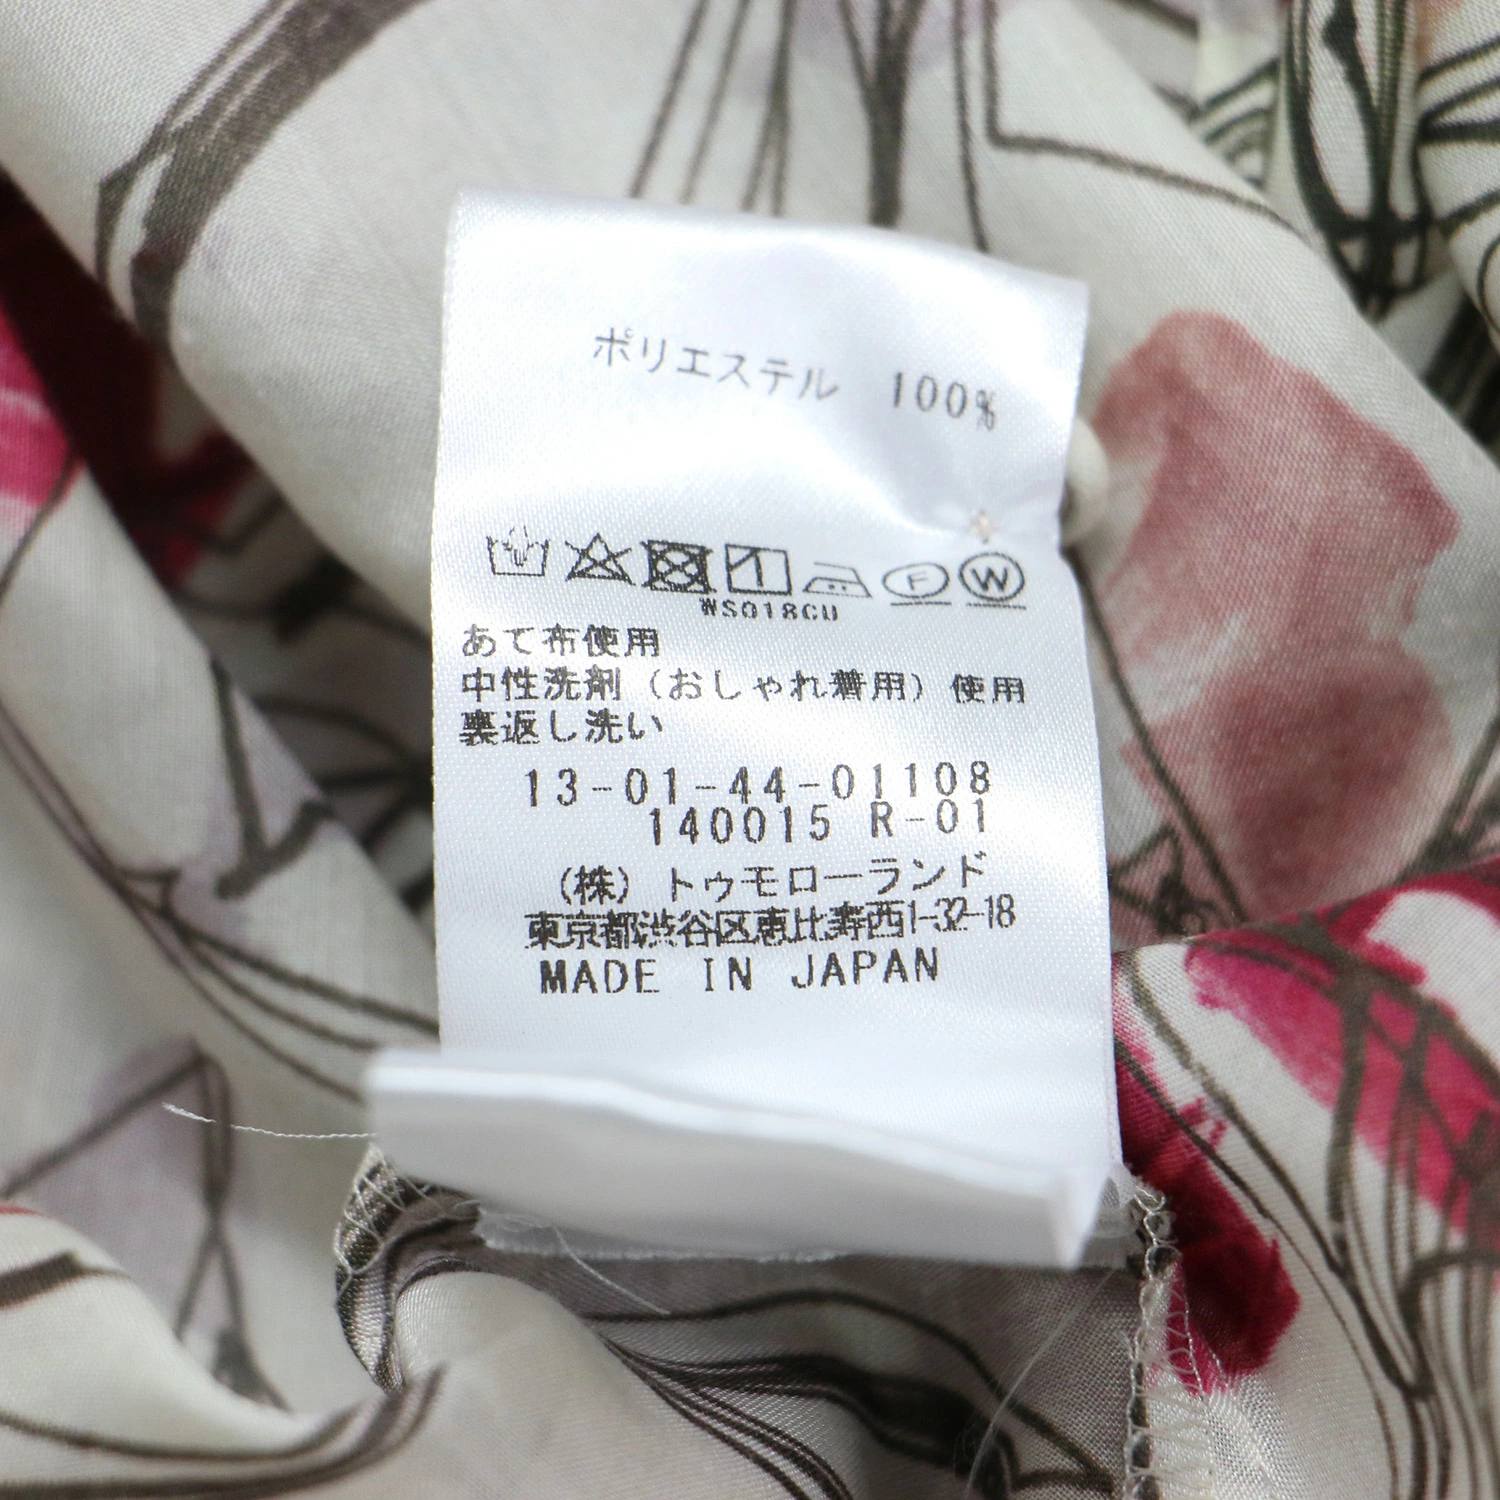 ポリエステル 100%
F W
WS018CU
あて布使用
中性洗剤（おしゃれ着用）使用
裏返し洗い
13-01-44-01108
140015 R-01
（株）トゥモローランド
東京都渋谷区恵比寿西1-32-18
MADE IN JAPAN